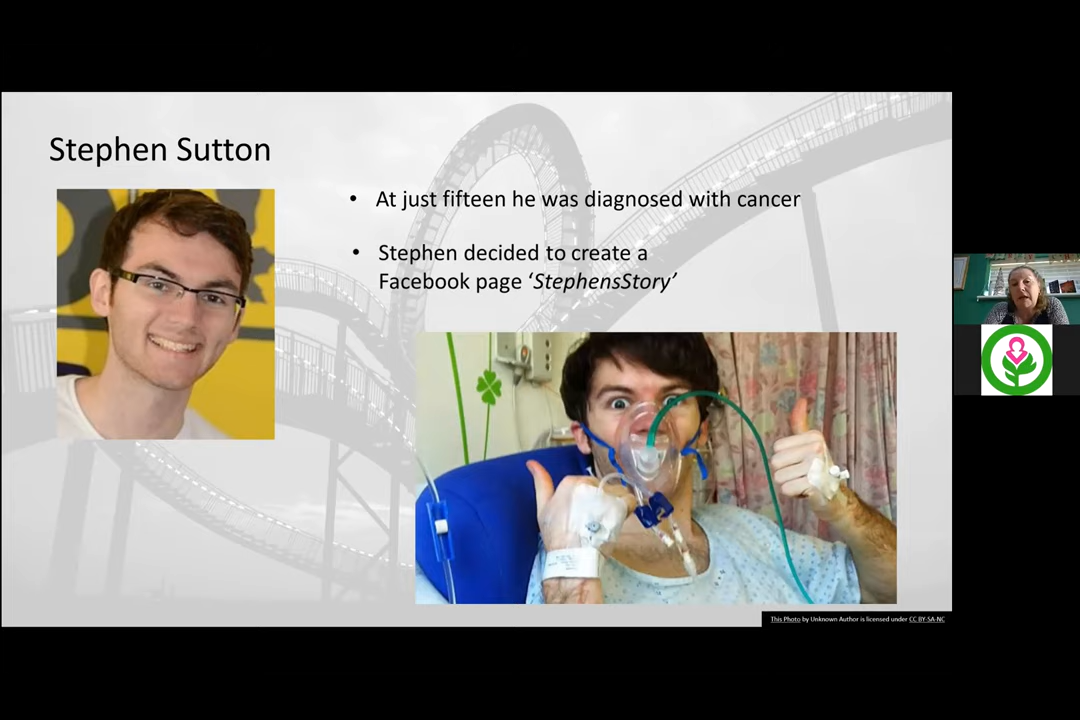 Stephen Sutton
• At just fifteen he was diagnosed with cancer
• Stephen decided to create a
Facebook page ‘StephensStory’
This Photo by Unknown Author is licensed under CC BY-SA-NC